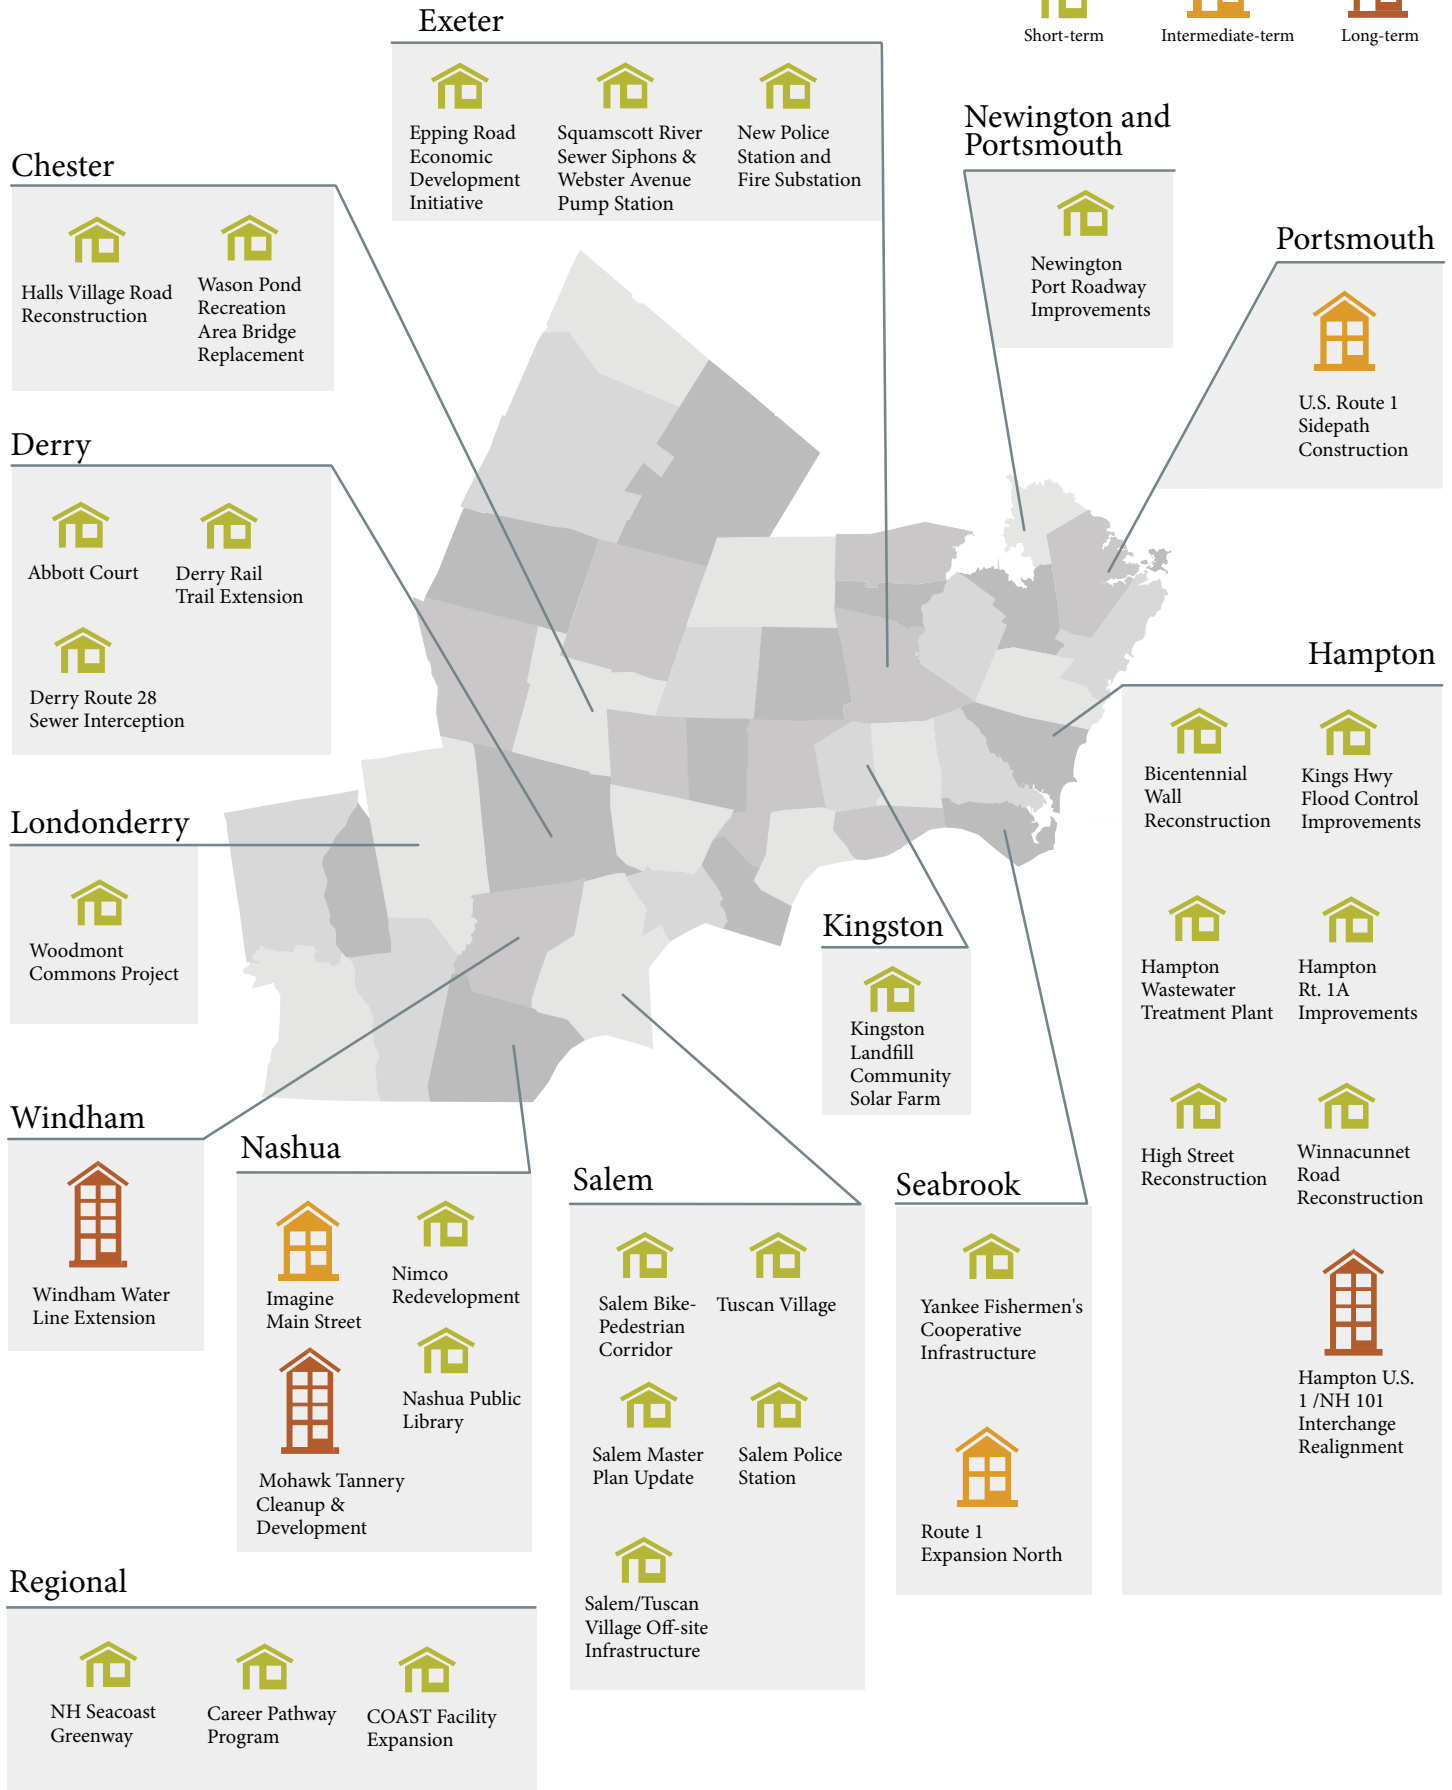 Short-term
Intermediate-term
Long-term
Exeter
Epping Road
Economic
Development
Initiative
Squamscott River
Sewer Siphons &
Webster Avenue
Pump Station
New Police
Station and
Fire Substation
Newington and
Portsmouth
Newington
Port Roadway
Improvements
Chester
Halls Village Road
Reconstruction
Wason Pond
Recreation
Area Bridge
Replacement
Portsmouth
U.S. Route 1
Sidepath
Construction
Derry
Abbott Court
Derry Rail
Trail Extension
Derry Route 28
Sewer Interception
Hampton
Bicentennial
Wall
Reconstruction
Kings Hwy
Flood Control
Improvements
Hampton
Wastewater
Treatment Plant
Hampton
Rt. 1A
Improvements
High Street
Reconstruction
Winnacunnet
Road
Reconstruction
Hampton U.S.
1 /NH 101
Interchange
Realignment
Londonderry
Woodmont
Commons Project
Kingston
Kingston
Landfill
Community
Solar Farm
Windham
Windham Water
Line Extension
Nashua
Imagine
Main Street
Nimco
Redevelopment
Nashua Public
Library
Mohawk Tannery
Cleanup &
Development
Salem
Salem Bike-
Pedestrian
Corridor
Tuscan Village
Salem Master
Plan Update
Salem Police
Station
Salem/Tuscan
Village Off-site
Infrastructure
Seabrook
Yankee Fishermen's
Cooperative
Infrastructure
Route 1
Expansion North
Regional
NH Seacoast
Greenway
Career Pathway
Program
COAST Facility
Expansion